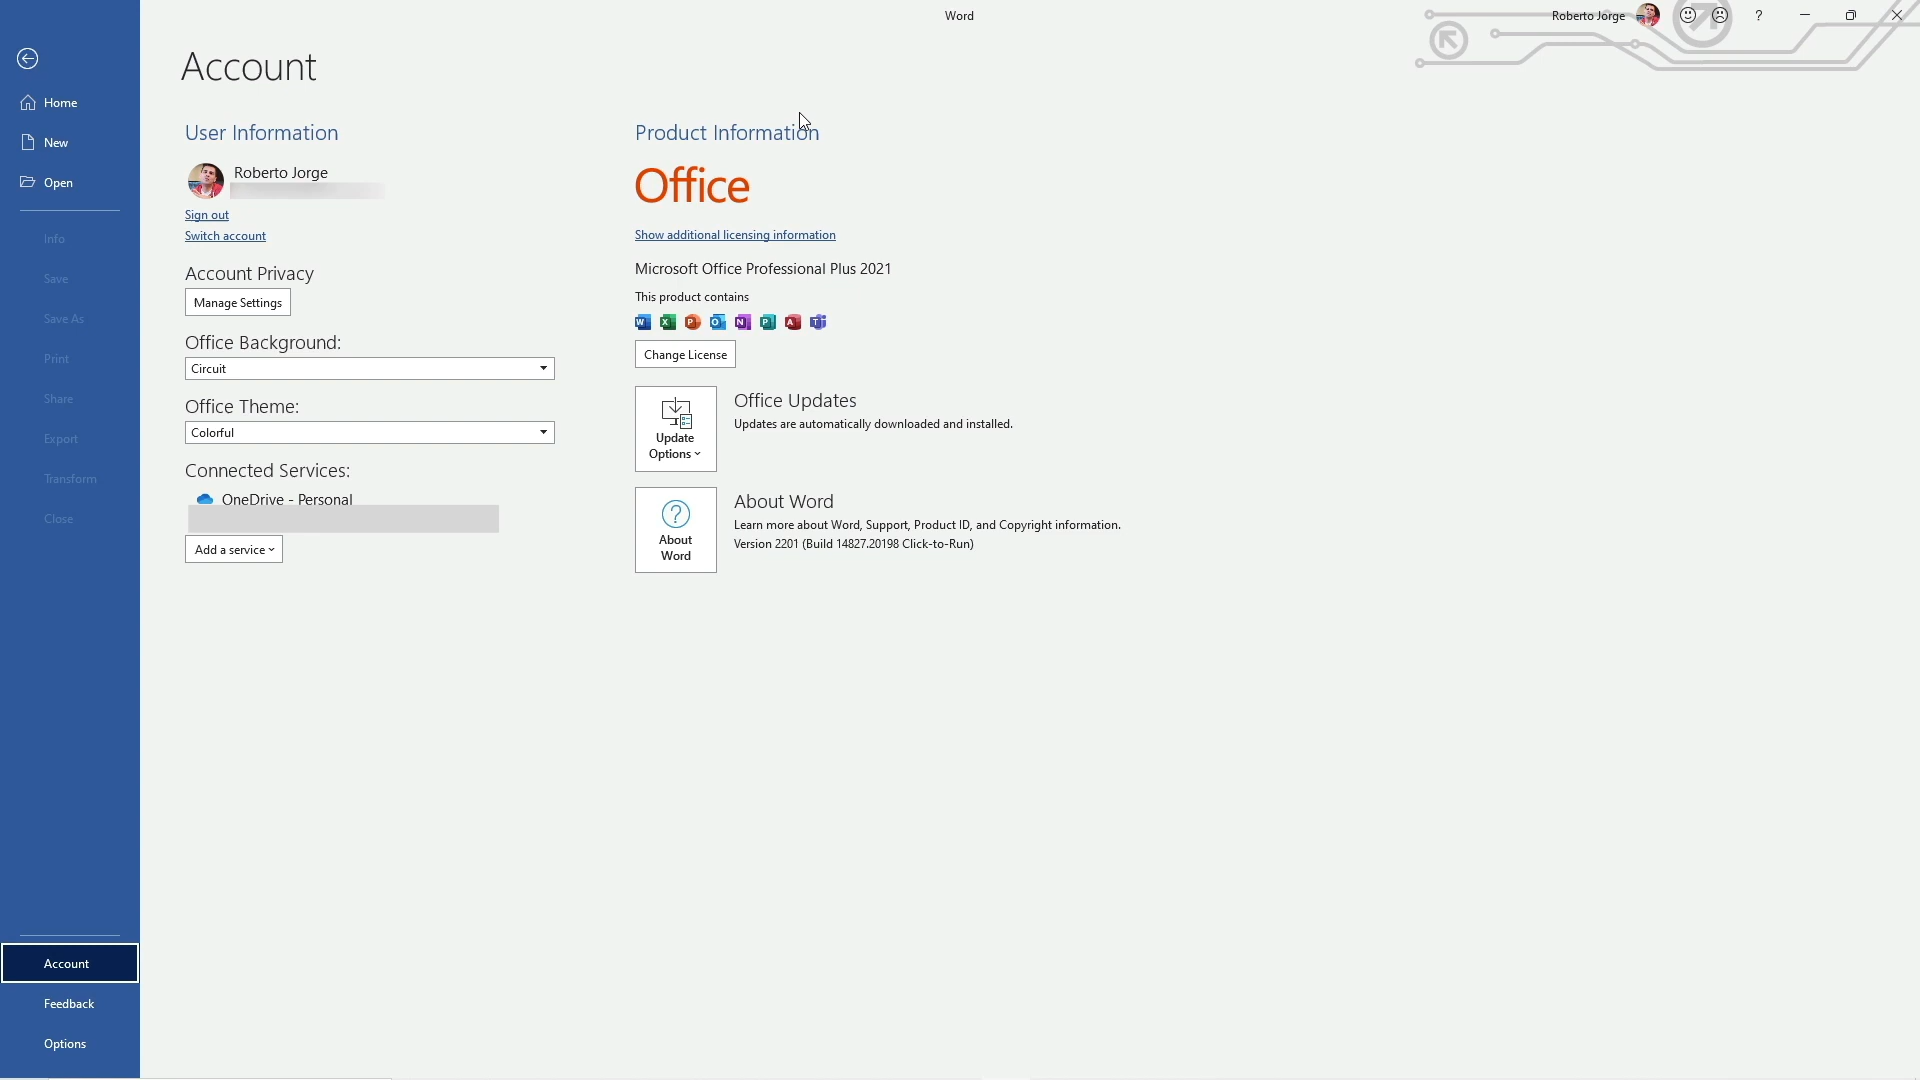 Word
Roberto Jorge
?
Home
New
Open
Info
Save
Save As
Print
Share
Export
Transform
Close
Account
Feedback
Options
Account
User Information
Roberto Jorge
Sign out
Switch account
Account Privacy
Manage Settings
Office Background:
Circuit
Office Theme:
Colorful
Connected Services:
OneDrive - Personal
Add a service
Product Information
Office
Show additional licensing information
Microsoft Office Professional Plus 2021
This product contains
W X P O N P A T
Change License
Update
Options
Office Updates
Updates are automatically downloaded and installed.
?
About
Word
About Word
Learn more about Word, Support, Product ID, and Copyright information.
Version 2201 (Build 14827.20198 Click-to-Run)